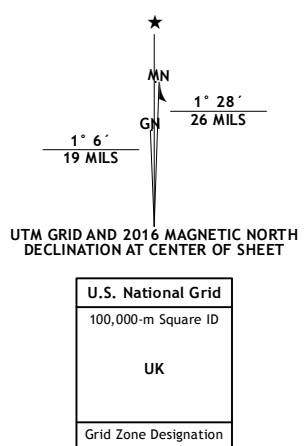 ★
MN
1° 28´
26 MILS
GN
1° 6´
19 MILS
UTM GRID AND 2016 MAGNETIC NORTH
DECLINATION AT CENTER OF SHEET
U.S. National Grid
100,000-m Square ID
UK
Grid Zone Designation